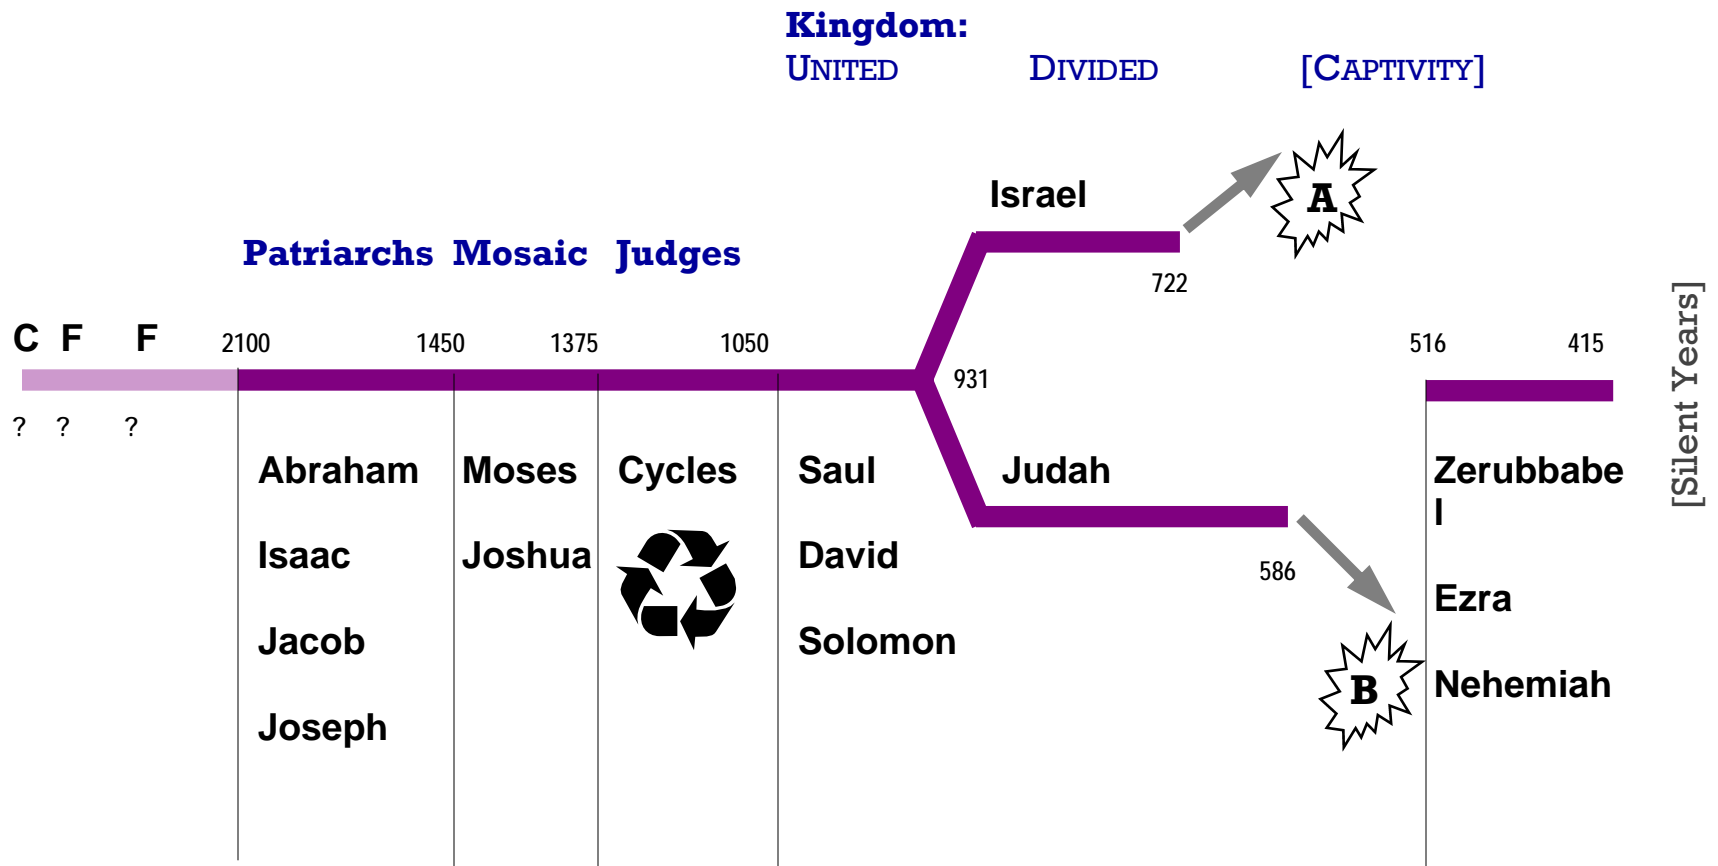 Kingdom:
UNITED DIVIDED [CAPTIVITY]
Israel
A
Patriarchs Mosaic Judges
722
C F F 2100 1450 1375 1050 516 415
931
? ? ?
[Silent Years]
Abraham Moses Cycles Saul Judah Zerubbabe
l
Isaac Joshua David
586
Ezra
Jacob Solomon
B
Nehemiah
Joseph